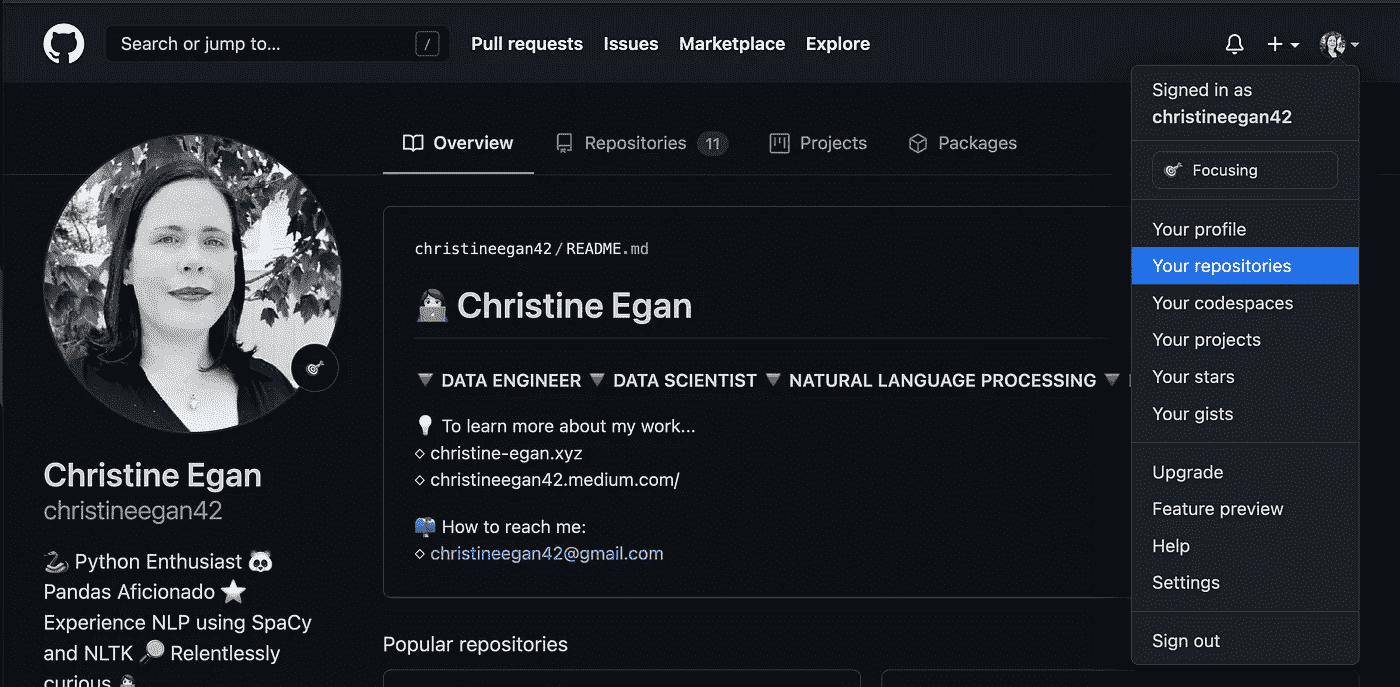 Search or jump to... /
Pull requests Issues Marketplace Explore
Overview Repositories 11 Projects Packages
christineegan42/README.md
Christine Egan
DATA ENGINEER DATA SCIENTIST NATURAL LANGUAGE PROCESSING
To learn more about my work...
christine-egan.xyz
christineegan42.medium.com/
How to reach me:
christineegan42@gmail.com
Popular repositories
Christine Egan
christineegan42
Python Enthusiast
Pandas Aficionado
Experience NLP using SpaCy
and NLTK Relentlessly
curious
Signed in as
christineegan42
Focusing
Your profile
Your repositories
Your codespaces
Your projects
Your stars
Your gists
Upgrade
Feature preview
Help
Settings
Sign out